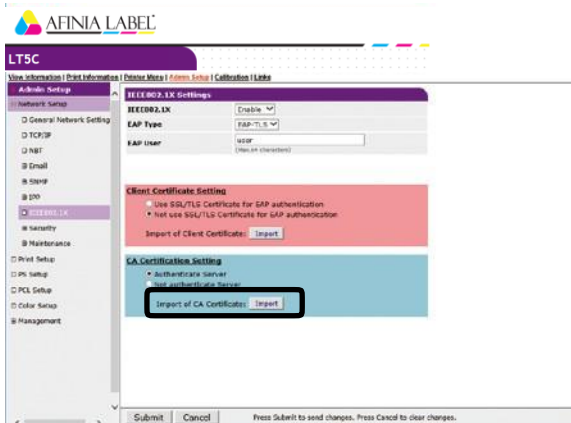 AFINIA LABEL
LT5C
View Information | Print Information | Printer Menu | Admin Setup | Calibration | Links
Admin Setup
Network Setup
General Network Setting
TCP/IP
NBT
Email
SNMP
IPP
IEEE802.1X
Security
Maintenance
Print Setup
PS Setup
PCL Setup
Color Setup
Management
IEEE802.1X Settings
IEEE802.1X Enable
EAP Type EAP-TLS
EAP User user
(Max.64 characters)
Client Certificate Setting
Use SSL/TLS Certificate for EAP authentication
Not use SSL/TLS Certificate for EAP authentication
Import of Client Certificate: Import
CA Certification Setting
Authenticate Server
Not authenticate Server
Import of CA Certificate: Import
Submit Cancel Press Submit to send changes. Press Cancel to clear changes.